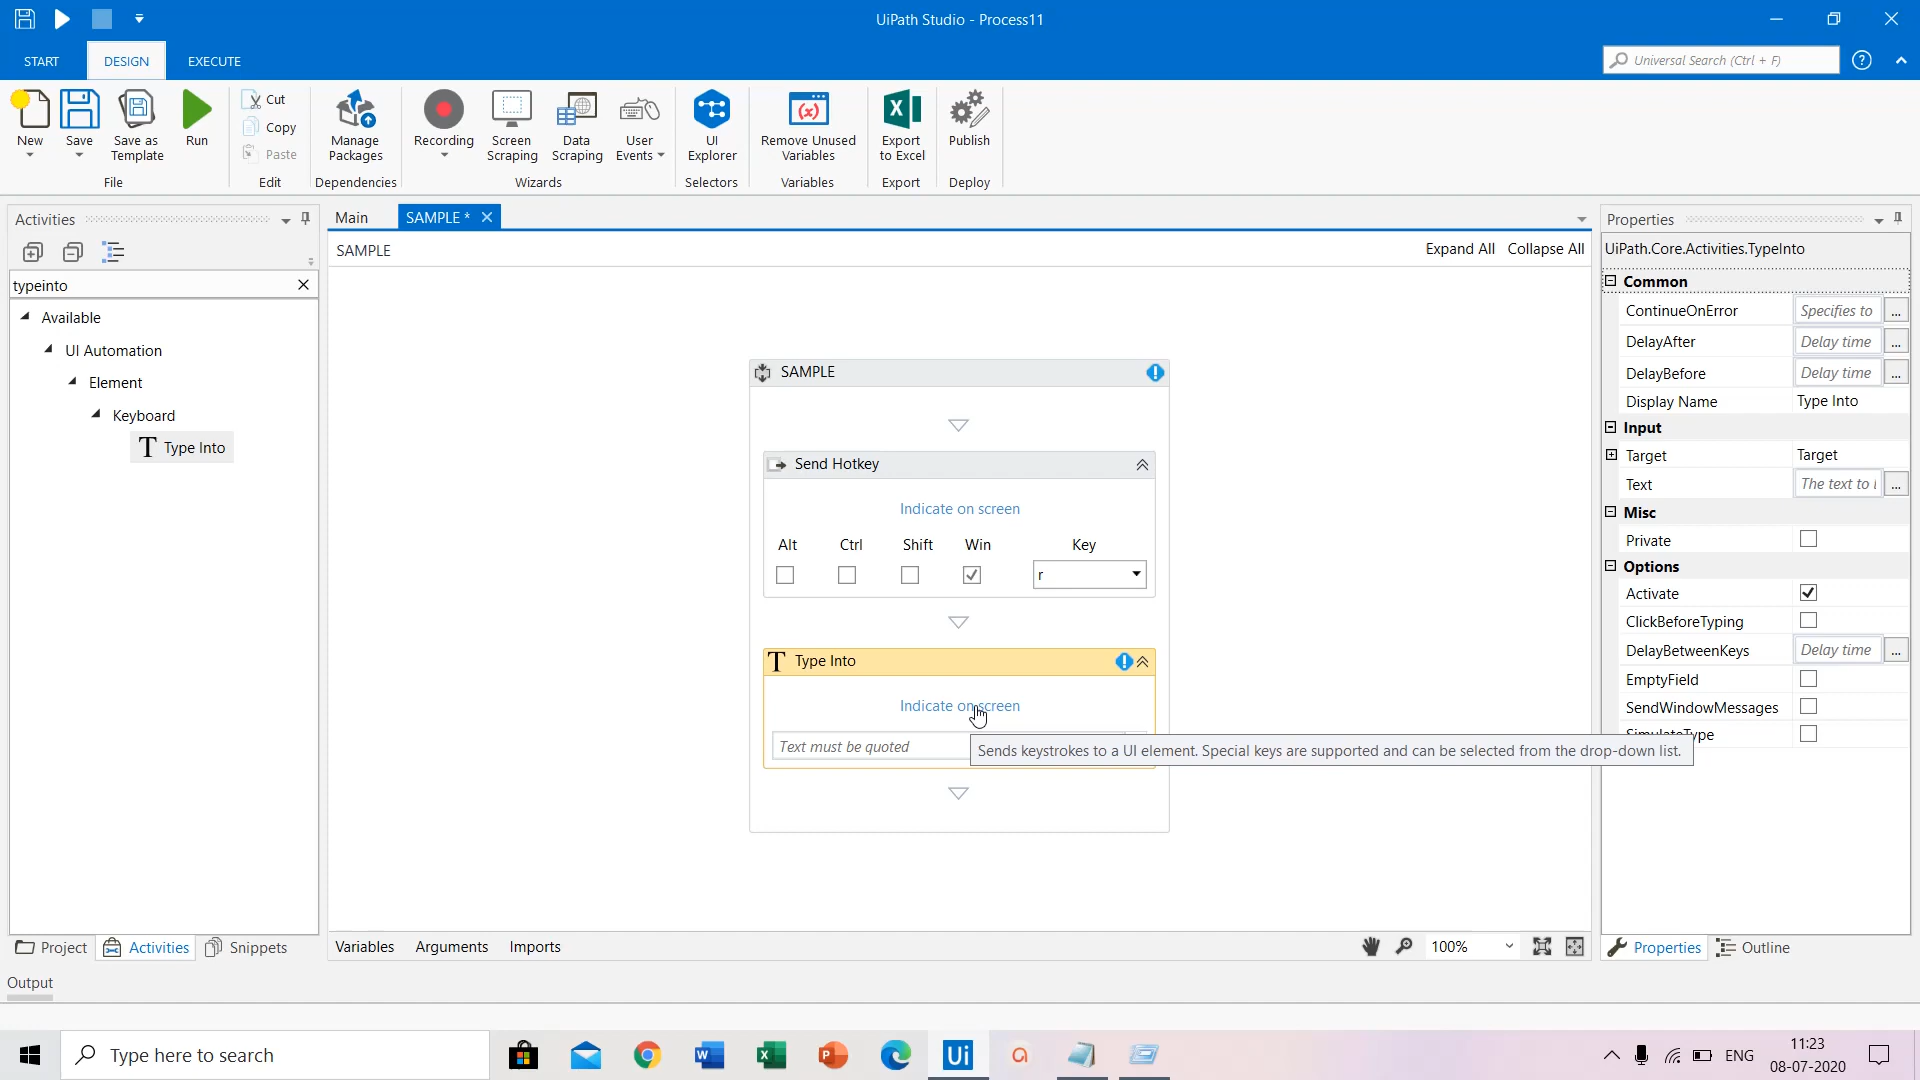 UiPath Studio - Process11
START
DESIGN
EXECUTE
Universal Search (Ctrl + F)
New
Save
Save as Template
Run
Cut
Copy
Paste
File
Edit
Manage Packages
Dependencies
Recording
Screen Scraping
Data Scraping
User Events
Wizards
UI Explorer
Selectors
Remove Unused Variables
Variables
Export to Excel
Export
Publish
Deploy
Activities
typeinto
Available
UI Automation
Element
Keyboard
T Type Into
Project
Activities
Snippets
Output
Main
SAMPLE *
SAMPLE
Expand All
Collapse All
SAMPLE
Send Hotkey
Indicate on screen
Alt
Ctrl
Shift
Win
Key
r
T Type Into
Indicate on screen
Text must be quoted
Sends keystrokes to a UI element. Special keys are supported and can be selected from the drop-down list.
Variables
Arguments
Imports
100%
Properties
UiPath.Core.Activities.TypeInto
Common
ContinueOnError
Specifies to
...
DelayAfter
Delay time
...
DelayBefore
Delay time
...
Display Name
Type Into
Input
Target
Target
Text
The text to
...
Misc
Private
Options
Activate
ClickBeforeTyping
DelayBetweenKeys
Delay time
...
EmptyField
SendWindowMessages
Properties
Outline
Type here to search
Ui
ENG
11:23
08-07-2020